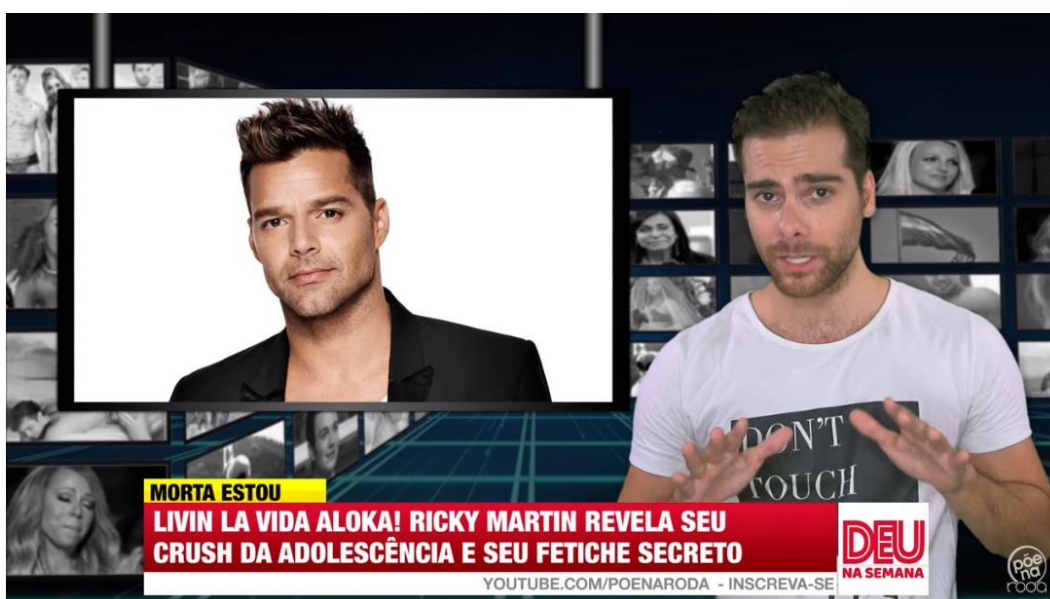 DON'T
TOUCH
MORTA ESTOU
LIVIN LA VIDA ALOKA! RICKY MARTIN REVELA SEU
CRUSH DA ADOLESCÊNCIA E SEU FETICHE SECRETO
DEU
NA SEMANA
YOUTUBE.COM/POENARODA - INSCREVA-SE
põe
na
roda